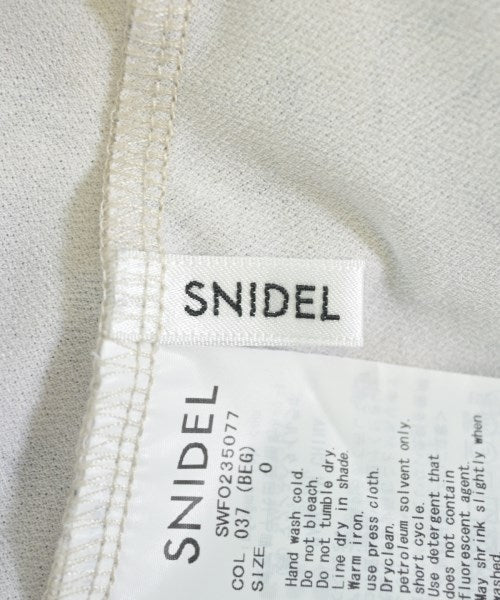 SNIDEL
SNIDEL
SWFO235077
COL 037 (BEG)
SIZE 0
Hand wash cold.
Do not bleach.
Do not tumble dry.
Line dry in shade.
Warm iron.
use press cloth.
Dryclean.
petroleum solvent only.
short cycle.
Use detergent that
does not contain
fluorescent agent.
May shrink slightly when